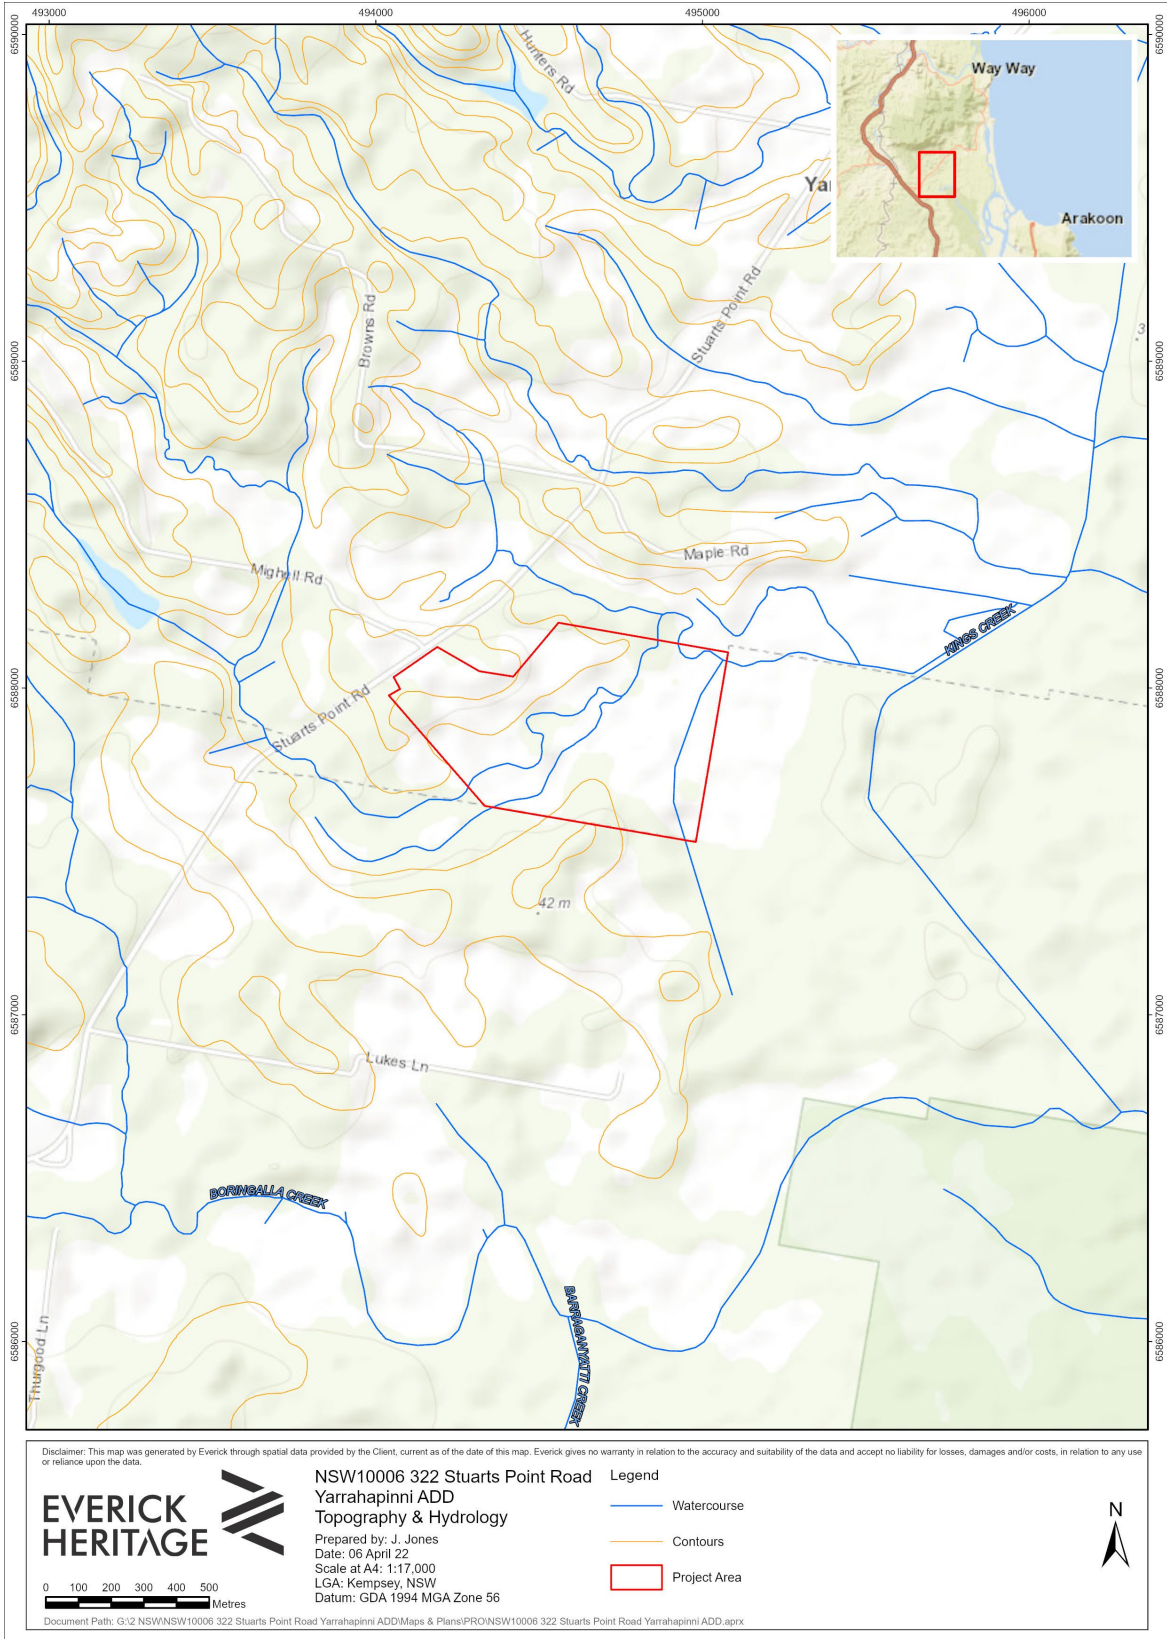 493000
494000
495000
496000
6590000
6590000
Hunters Rd
Way Way
Arakoon
Stuarts Point Rd
Browns Rd
6589000
6589000
Maple Rd
Mighell Rd
KINGS CREEK
6588000
6588000
Stuarts Point Rd
42 m
6587000
6587000
Lukes Ln
BORINGALLA CREEK
BARRAGANYATTI CREEK
6586000
6586000
Thurgood Ln
Disclaimer: This map was generated by Everick through spatial data provided by the Client, current as of the date of this map. Everick gives no warranty in relation to the accuracy and suitability of the data and accept no liability for losses, damages and/or costs, in relation to any use
or reliance upon the data.
EVERICK
HERITAGE
0 100 200 300 400 500
Metres
NSW10006 322 Stuarts Point Road
Yarrahapinni ADD
Topography & Hydrology
Prepared by: J. Jones
Date: 06 April 22
Scale at A4: 1:17,000
LGA: Kempsey, NSW
Datum: GDA 1994 MGA Zone 56
Legend
Watercourse
Contours
Project Area
N
Document Path: G:\2 NSW\NSW10006 322 Stuarts Point Road Yarrahapinni ADD\Maps & Plans\PRO\NSW10006 322 Stuarts Point Road Yarrahapinni ADD.aprx